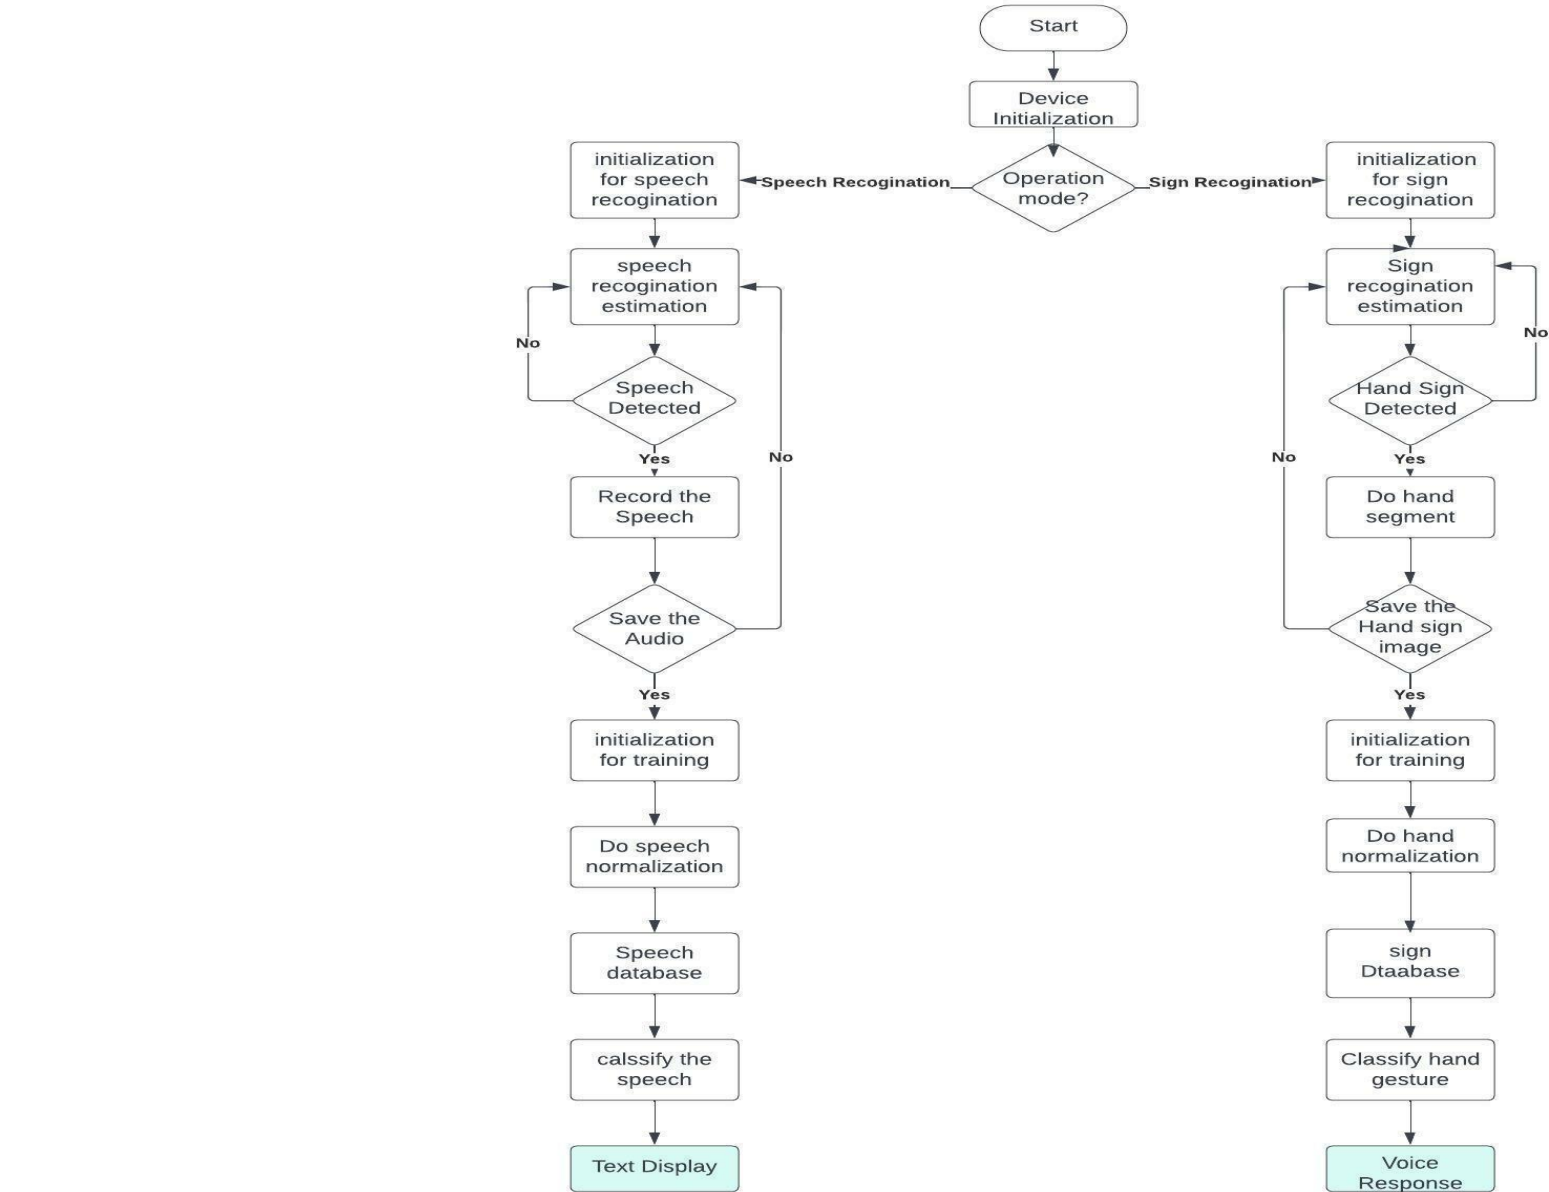 Start
Device
Initialization
Operation
mode?
Speech Recogination
Sign Recogination
initialization
for speech
recogination
speech
recogination
estimation
No
Speech
Detected
Yes
No
Record the
Speech
Save the
Audio
Yes
initialization
for training
Do speech
normalization
Speech
database
calssify the
speech
Text Display
initialization
for sign
recogination
Sign
recogination
estimation
No
Hand Sign
Detected
Yes
No
Do hand
segment
Save the
Hand sign
image
Yes
initialization
for training
Do hand
normalization
sign
Dtaabase
Classify hand
gesture
Voice
Response